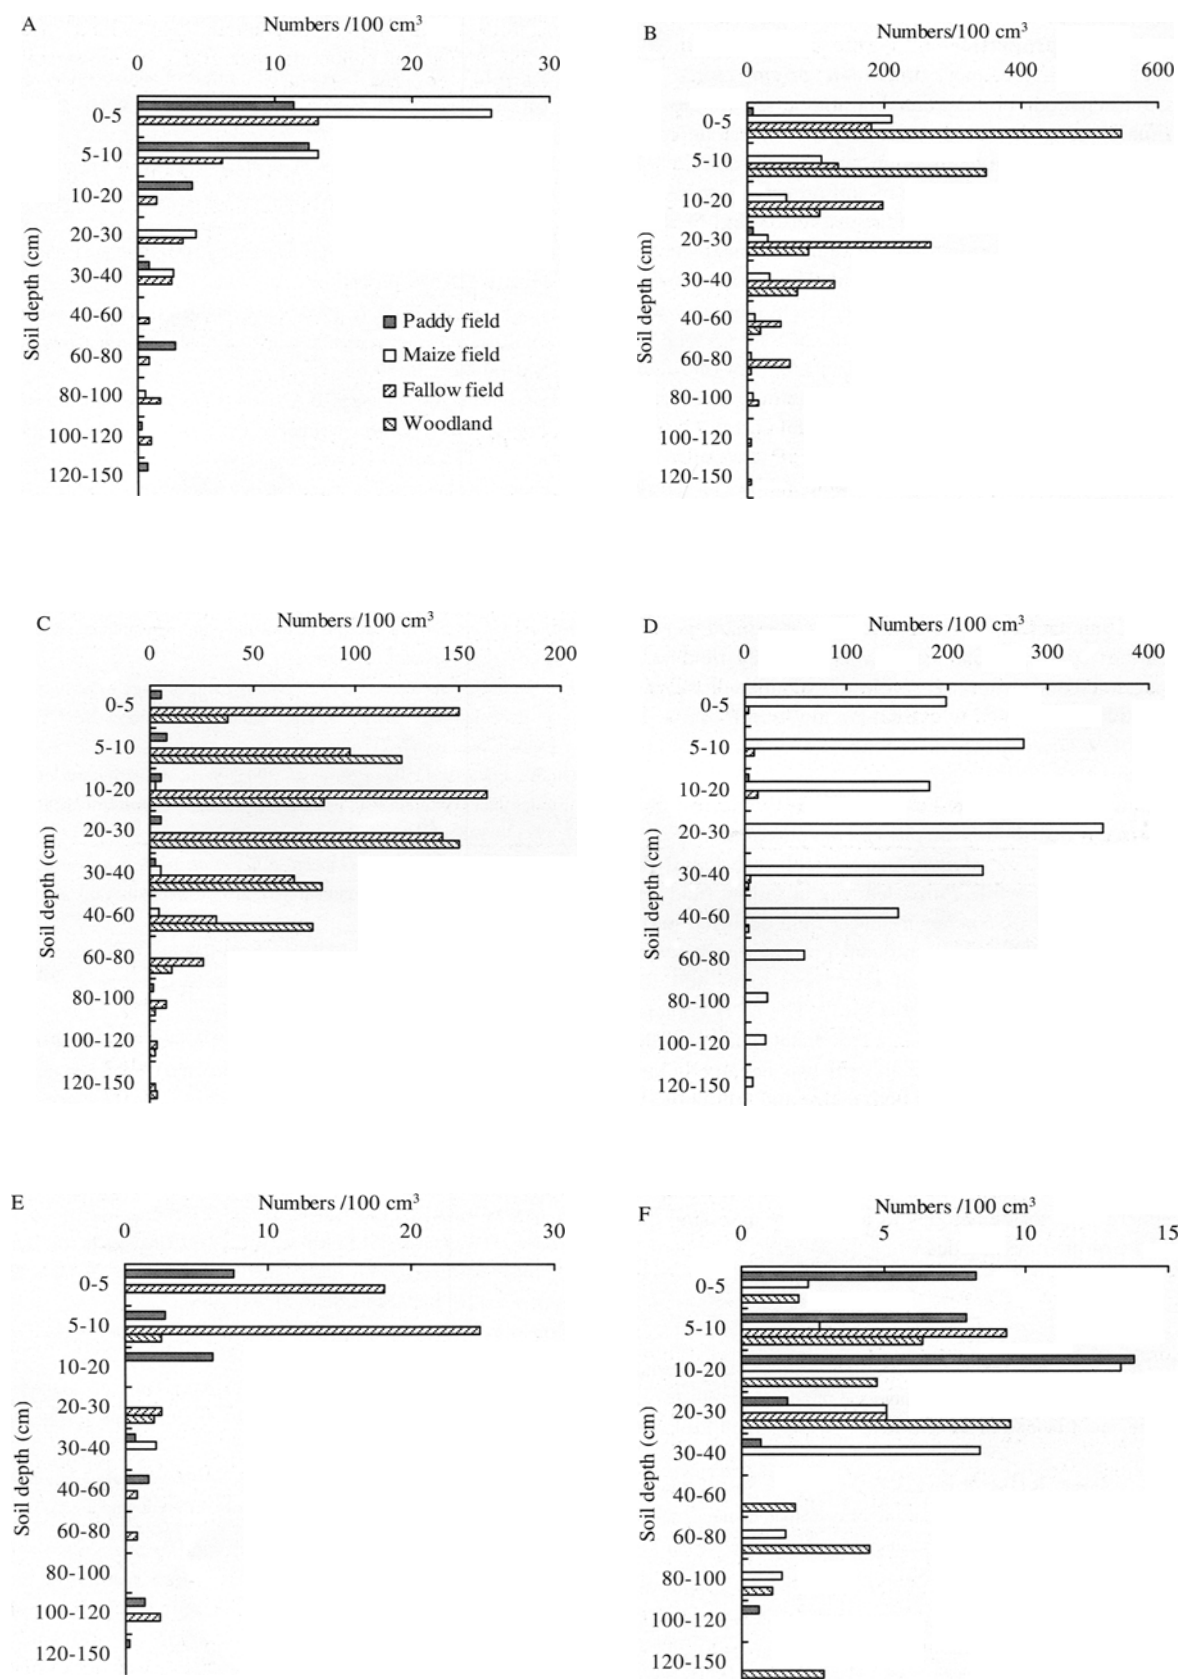 A
Numbers /100 cm³
0 10 20 30
Soil depth (cm)
0-5
5-10
10-20
20-30
30-40
40-60
60-80
80-100
100-120
120-150
Paddy field
Maize field
Fallow field
Woodland
B
Numbers/100 cm³
0 200 400 600
Soil depth (cm)
0-5
5-10
10-20
20-30
30-40
40-60
60-80
80-100
100-120
120-150
C
Numbers /100 cm³
0 50 100 150 200
Soil depth (cm)
0-5
5-10
10-20
20-30
30-40
40-60
60-80
80-100
100-120
120-150
D
Numbers /100 cm³
0 100 200 300 400
Soil depth (cm)
0-5
5-10
10-20
20-30
30-40
40-60
60-80
80-100
100-120
120-150
E
Numbers /100 cm³
0 10 20 30
Soil depth (cm)
0-5
5-10
10-20
20-30
30-40
40-60
60-80
80-100
100-120
120-150
F
Numbers /100 cm³
0 5 10 15
Soil depth (cm)
0-5
5-10
10-20
20-30
30-40
40-60
60-80
80-100
100-120
120-150